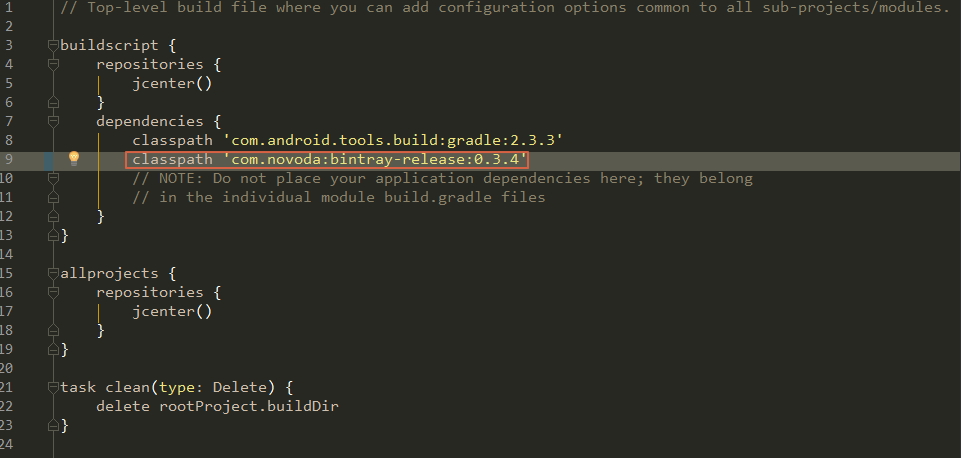 1 // Top-level build file where you can add configuration options common to all sub-projects/modules.
2
3 buildscript {
4     repositories {
5         jcenter()
6     }
7     dependencies {
8         classpath 'com.android.tools.build:gradle:2.3.3'
9         classpath 'com.novoda:bintray-release:0.3.4'
10         // NOTE: Do not place your application dependencies here; they belong
11         // in the individual module build.gradle files
12     }
13 }
14
15 allprojects {
16     repositories {
17         jcenter()
18     }
19 }
20
21 task clean(type: Delete) {
22     delete rootProject.buildDir
23 }
24